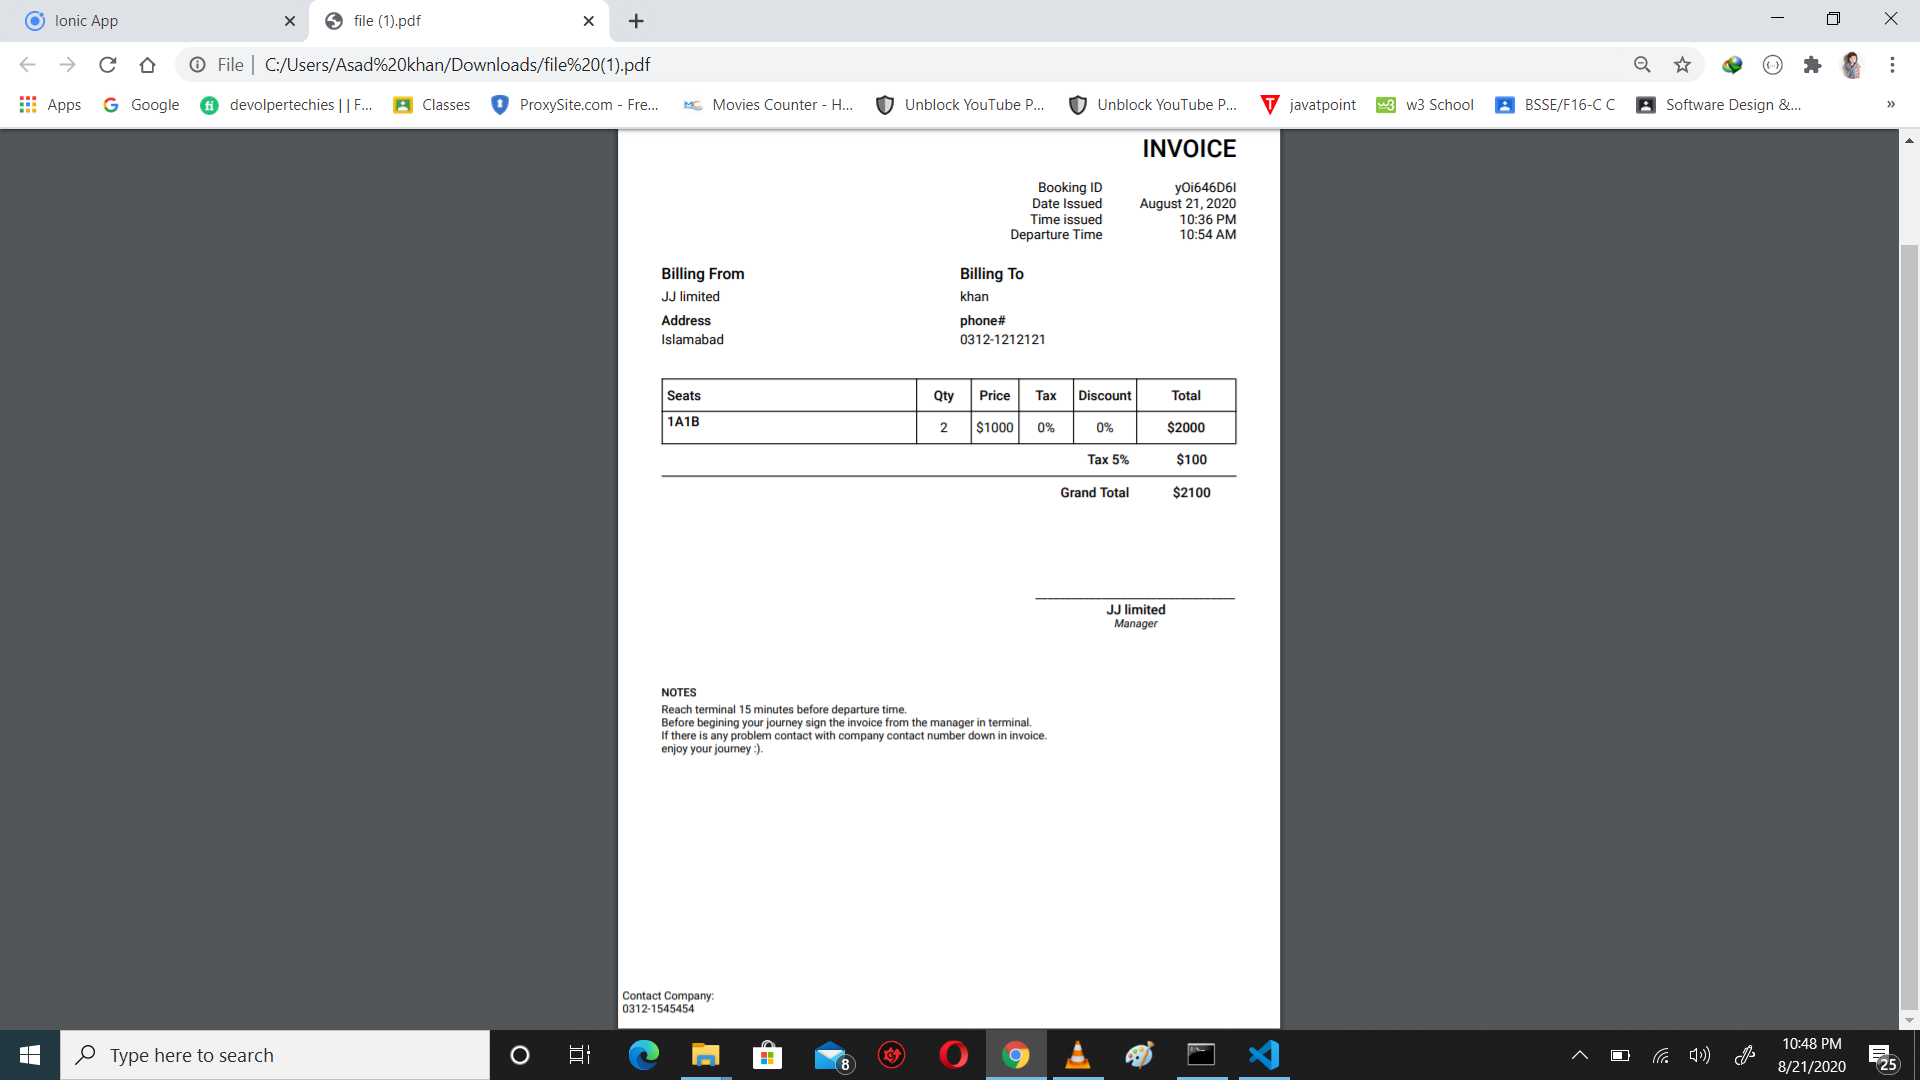 Ionic App
file (1).pdf
File | C:/Users/Asad%20khan/Downloads/file%20(1).pdf
Apps
Google
devolpertechies | | F...
Classes
ProxySite.com - Fre...
Movies Counter - H...
Unblock YouTube P...
Unblock YouTube P...
javatpoint
w3 School
BSSE/F16-C C
Software Design &...
INVOICE
Booking ID yOi646D6I
Date Issued August 21, 2020
Time issued 10:36 PM
Departure Time 10:54 AM
Billing From Billing To
JJ limited khan
Address phone#
Islamabad 0312-1212121
Seats Qty Price Tax Discount Total
1A1B 2 $1000 0% 0% $2000
Tax 5% $100
Grand Total $2100
JJ limited
Manager
NOTES
Reach terminal 15 minutes before departure time.
Before begining your journey sign the invoice from the manager in terminal.
If there is any problem contact with company contact number down in invoice.
enjoy your journey :).
Contact Company:
0312-1545454
Type here to search
8
10:48 PM
8/21/2020
25